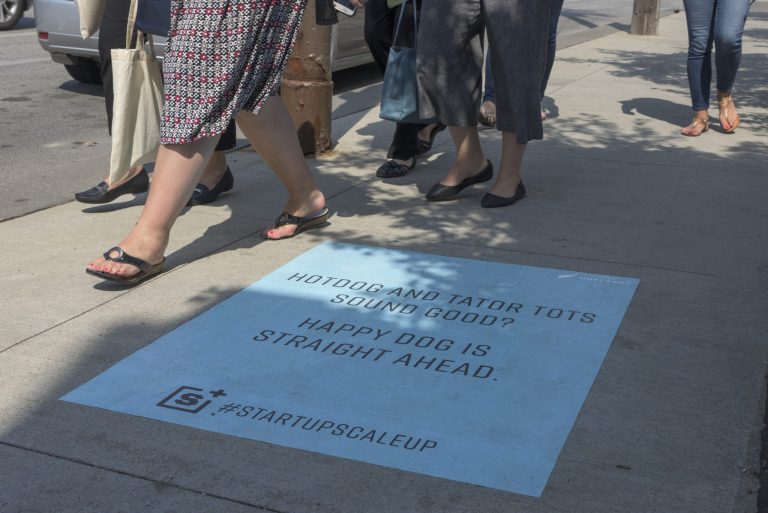 HOTDOG AND TATOR TOTS
SOUND GOOD?
HAPPY DOG IS
STRAIGHT AHEAD.
S+ #STARTUPSCALEUP